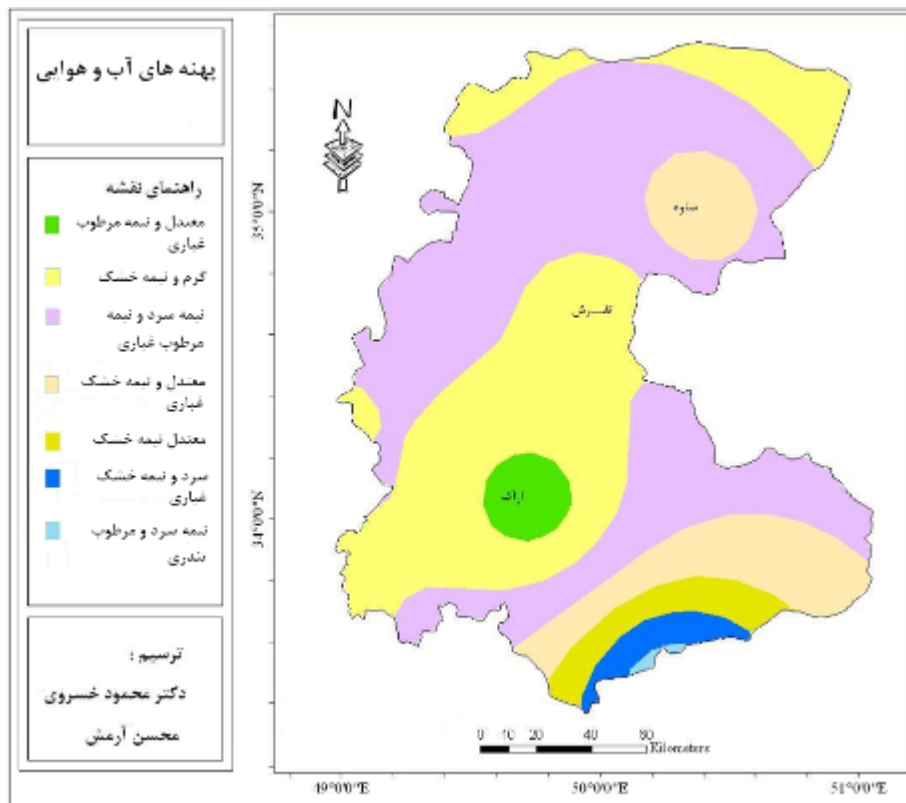 پهنه های آب و هوایی
راهنمای نقشه
معتدل و نیمه مرطوب
غباری
گرم و نیمه خشک
نیمه سرد و نیمه
مرطوب غباری
معتدل و نیمه خشک
غباری
معتدل نیمه خشک
سرد و نیمه خشک
غباری
نیمه سرد و مرطوب
بندری
ترسیم :
دکتر محمود خسروی
محسن آرمش
N
ساوه
تفرش
اراک
35°0'0"N
34°0'0"N
0 10 20 40 60
Kilometers
49°0'0"E 50°0'0"E 51°0'0"E